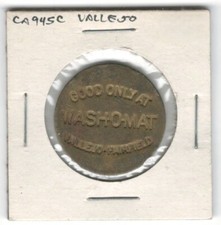 CA945C VALLEJO
GOOD ONLY AT
WASH-O-MAT
VALLEJO-FAIRFIELD